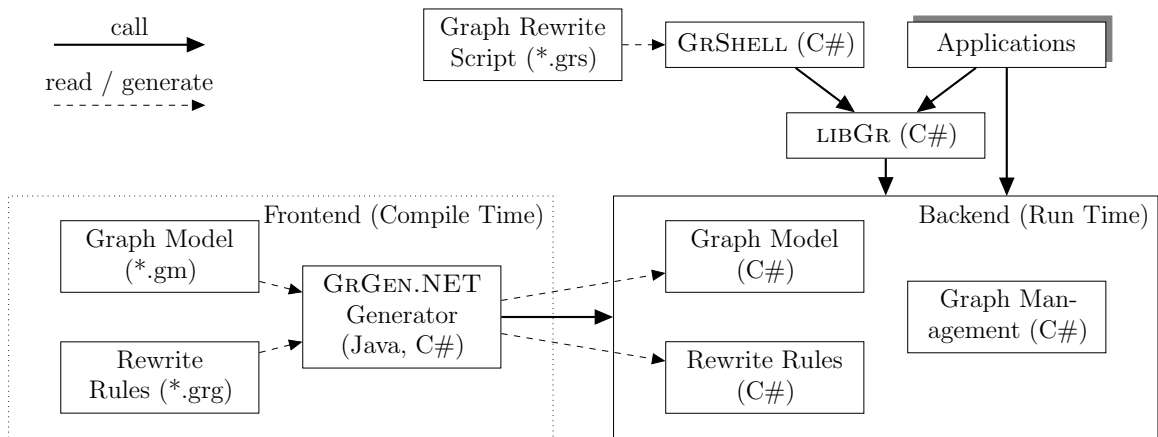 call
read / generate
Graph Rewrite
Script (*.grs)
GRSHELL (C#)
Applications
LIBGR (C#)
Frontend (Compile Time)
Graph Model
(*.gm)
GRGEN.NET
Generator
(Java, C#)
Rewrite
Rules (*.grg)
Backend (Run Time)
Graph Model
(C#)
Graph Man-
agement (C#)
Rewrite Rules
(C#)